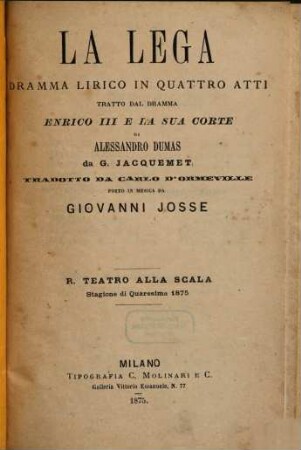 LA LEGA
DRAMMA LIRICO IN QUATTRO ATTI
TRATTO DAL DRAMMA
ENRICO III E LA SUA CORTE
DI
ALESSANDRO DUMAS
da G. JACQUEMET
TRADOTTO DA CARLO D'ORMEVILLE
POSTO IN MUSICA DA
GIOVANNI JOSSE
R. TEATRO ALLA SCALA
Stagione di Quaresima 1875
MILANO
TIPOGRAFIA C. MOLINARI E C.
Galleria Vittorio Emanuele, N. 77
1875.